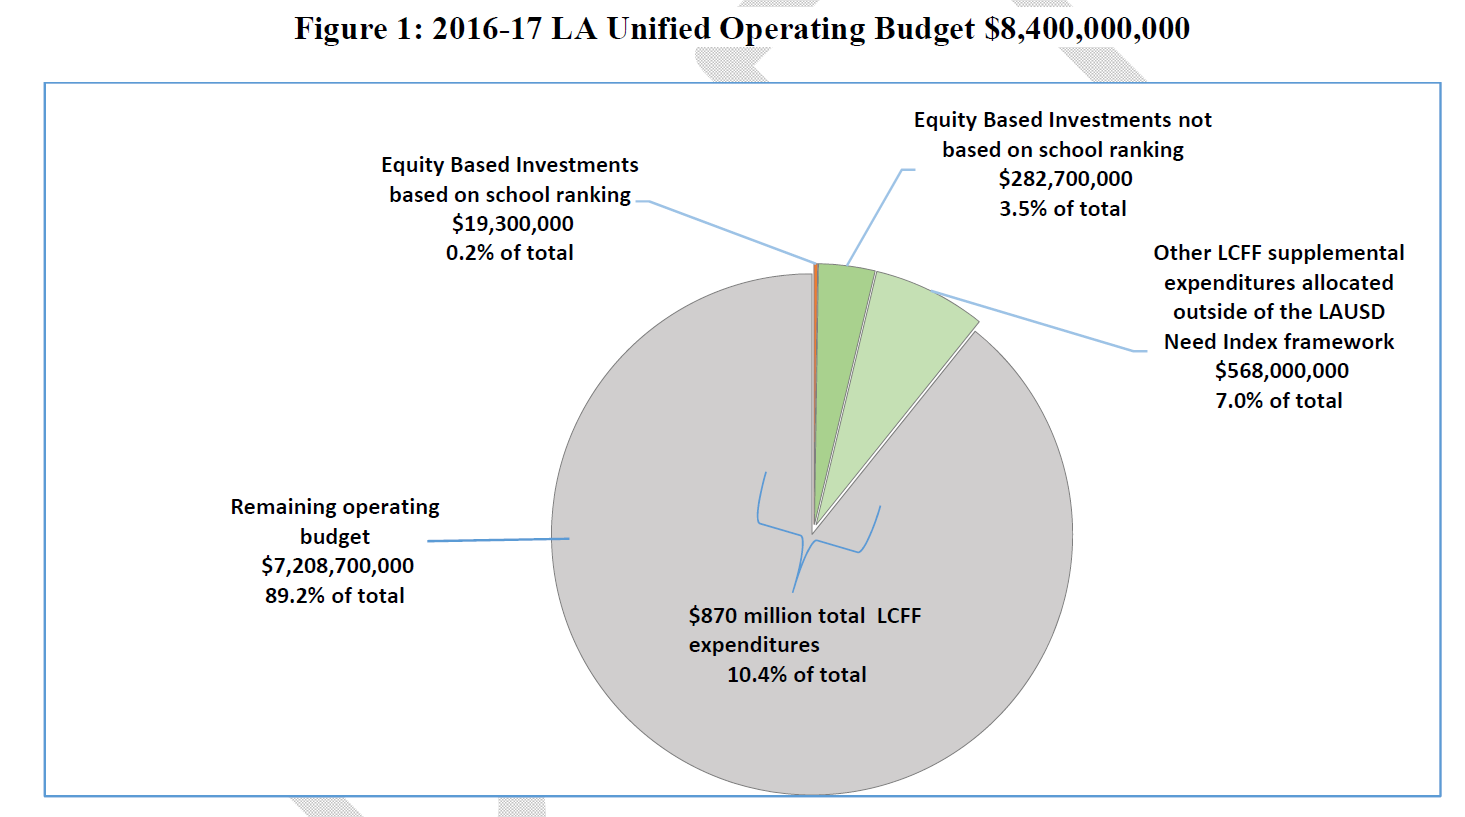 Figure 1: 2016-17 LA Unified Operating Budget $8,400,000,000
Equity Based Investments not
based on school ranking
$282,700,000
3.5% of total
Equity Based Investments
based on school ranking
$19,300,000
0.2% of total
Other LCFF supplemental
expenditures allocated
outside of the LAUSD
Need Index framework
$568,000,000
7.0% of total
Remaining operating
budget
$7,208,700,000
89.2% of total
$870 million total LCFF
expenditures
10.4% of total